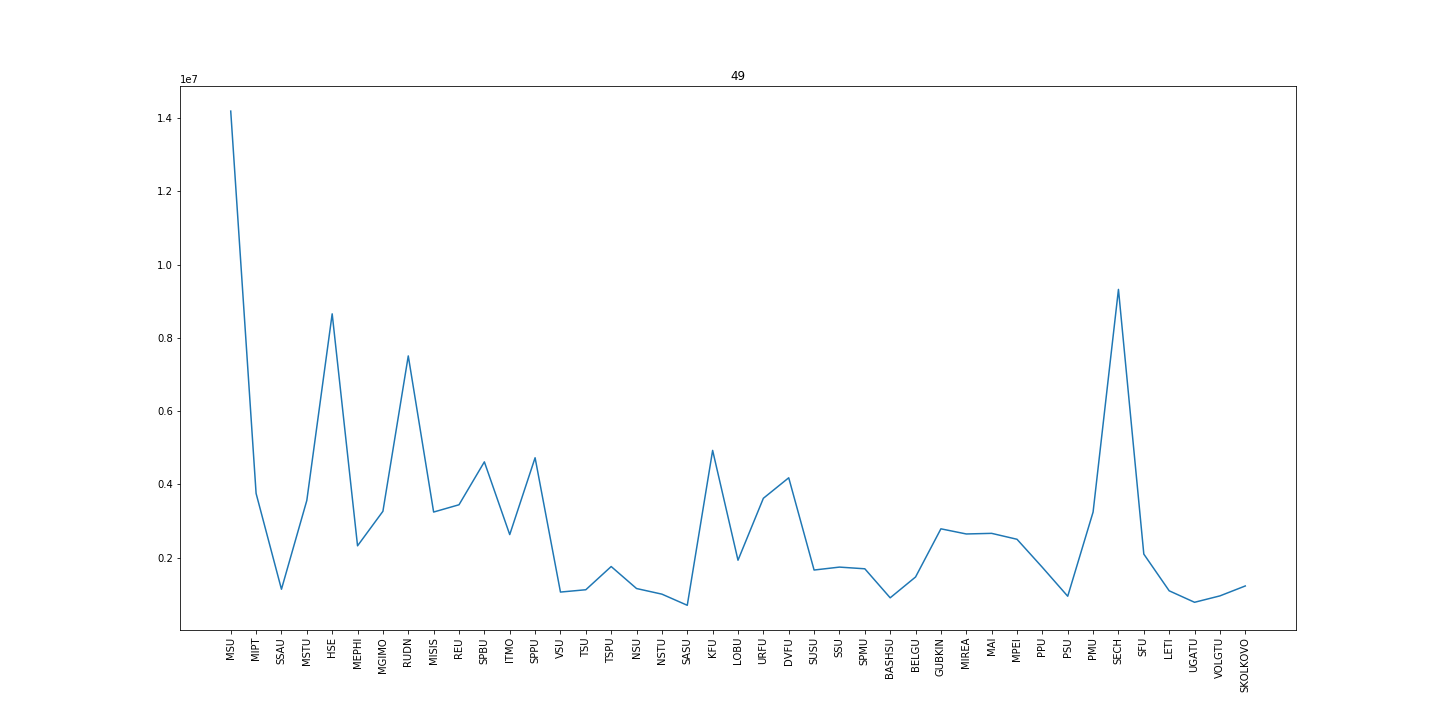 49
1e7
1.4
1.2
1.0
0.8
0.6
0.4
0.2
MSU
MIPT
SSAU
MSTU
HSE
MEPHI
MGIMO
RUDN
MISIS
REU
SPBU
ITMO
SPPU
VSU
TSU
TSPU
NSU
NSTU
SASU
KFU
LOBU
URFU
DVFU
SUSU
SSU
SPMU
BASHSU
BELGU
GUBKIN
MIREA
MAI
MPEI
PPU
PSU
PMU
SECH
SFU
LETI
UGATU
VOLGTU
SKOLKOVO